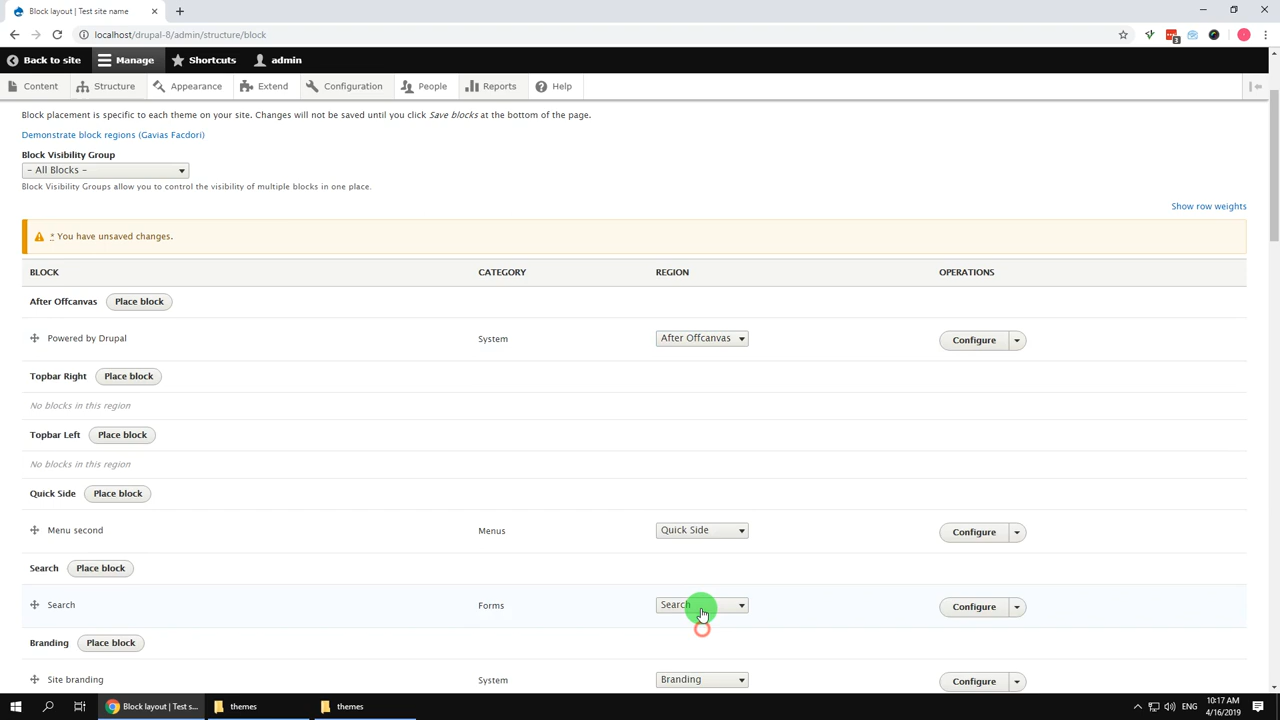 Block layout | Test site name
localhost/drupal-8/admin/structure/block
3
Back to site Manage Shortcuts admin
Content Structure Appearance Extend Configuration People Reports Help
Block placement is specific to each theme on your site. Changes will not be saved until you click Save blocks at the bottom of the page.
Demonstrate block regions (Gavias Facdori)
Block Visibility Group
- All Blocks -
Block Visibility Groups allow you to control the visibility of multiple blocks in one place.
Show row weights
* You have unsaved changes.
BLOCK CATEGORY REGION OPERATIONS
After Offcanvas Place block
Powered by Drupal System After Offcanvas Configure
Topbar Right Place block
No blocks in this region
Topbar Left Place block
No blocks in this region
Quick Side Place block
Menu second Menus Quick Side Configure
Search Place block
Search Forms Search Configure
Branding Place block
Site branding System Branding Configure
Block layout | Test s... themes themes ENG 10:17 AM
4/16/2019